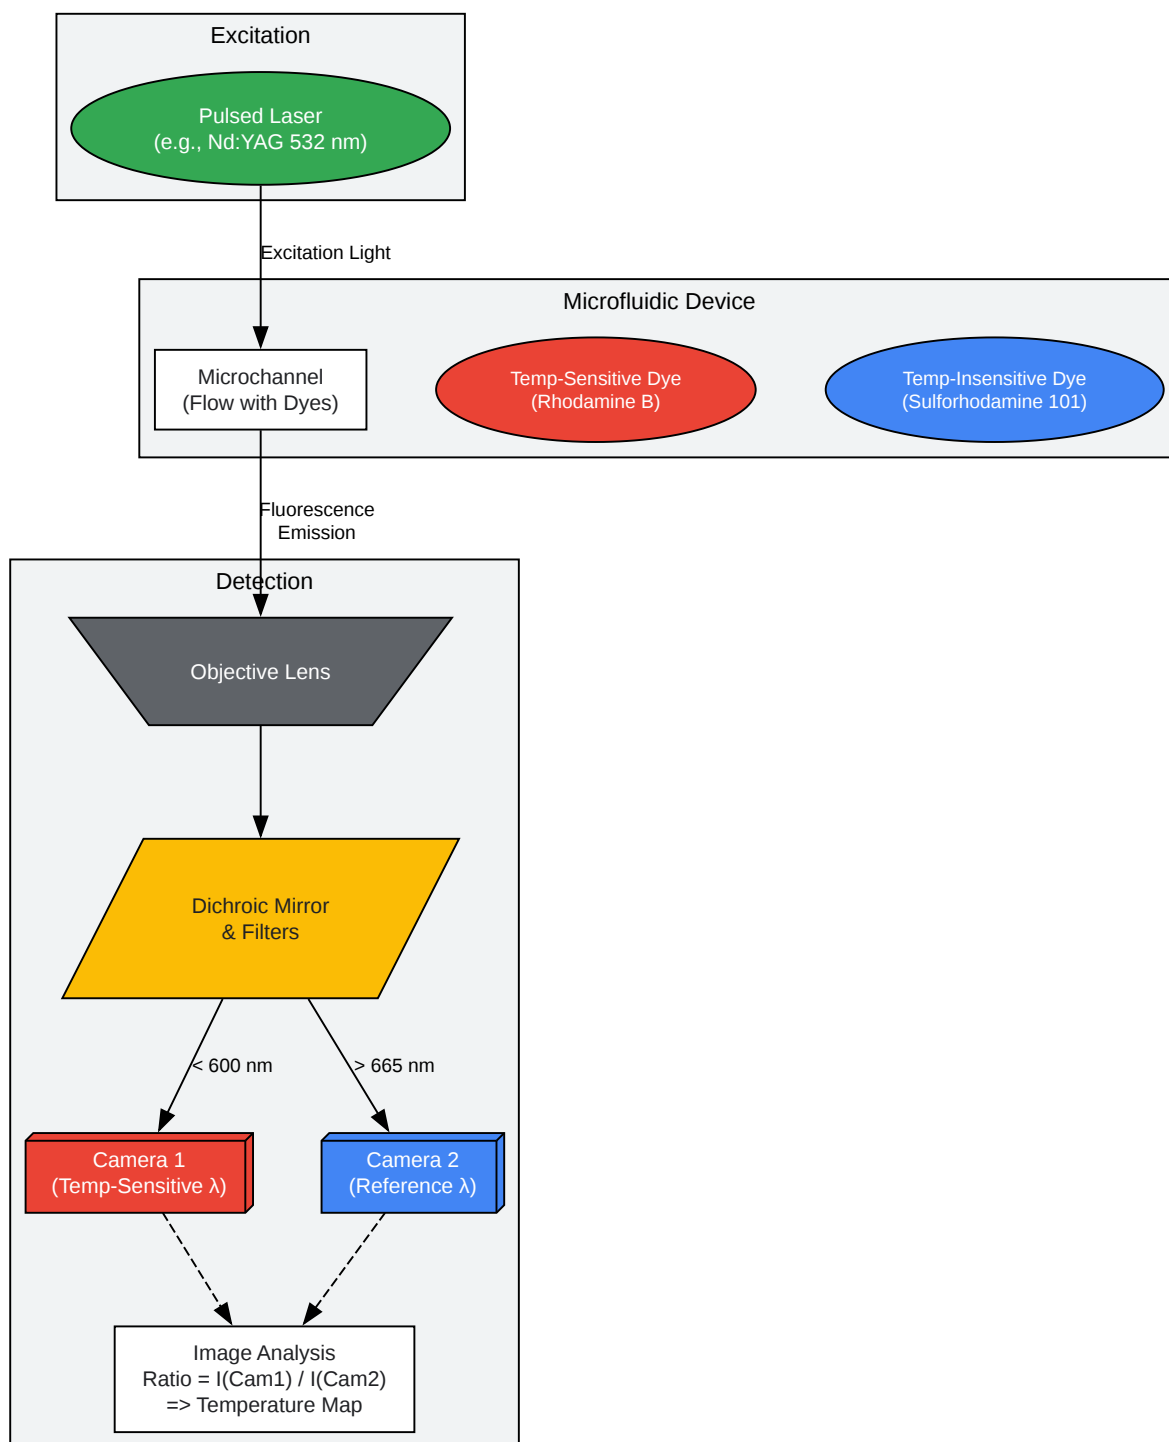 Excitation
Pulsed Laser
(e.g., Nd:YAG 532 nm)
Excitation Light
Microfluidic Device
Microchannel
(Flow with Dyes)
Temp-Sensitive Dye
(Rhodamine B)
Temp-Insensitive Dye
(Sulforhodamine 101)
Fluorescence
Emission
Detection
Objective Lens
Dichroic Mirror
& Filters
< 600 nm
> 665 nm
Camera 1
(Temp-Sensitive λ)
Camera 2
(Reference λ)
Image Analysis
Ratio = I(Cam1) / I(Cam2)
=> Temperature Map